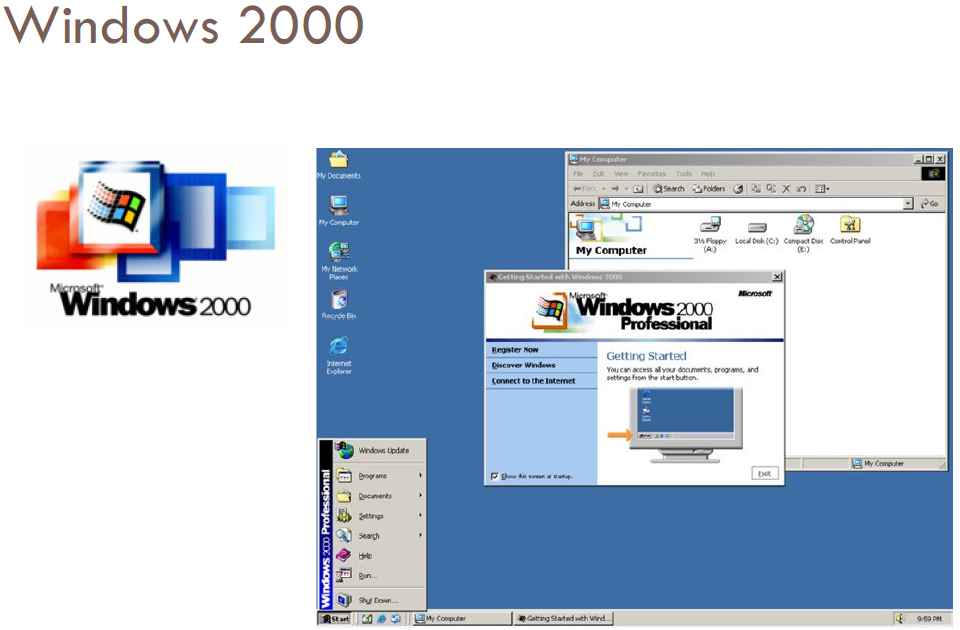 Windows 2000
Microsoft®
Windows 2000
My Documents
My Computer
My Network
Places
Recycle Bin
Internet
Explorer
My Computer
File Edit View Favorites Tools Help
Back Search Folders
Address My Computer Go
My Computer
3½ Floppy
(A:)
Local Disk (C:)
Compact Disc
(E:)
Control Panel
My Computer
Getting Started with Windows 2000
Microsoft
Microsoft®
Windows 2000
Professional
Register Now
Discover Windows
Connect to the Internet
Getting Started
You can access all your documents, programs, and
settings from the start button.
Show this screen at startup.
Exit
Windows 2000 Professional
Windows Update
Programs
Documents
Settings
Search
Help
Run...
Shut Down...
Start
My Computer
Getting Started with Wind...
9:59 PM